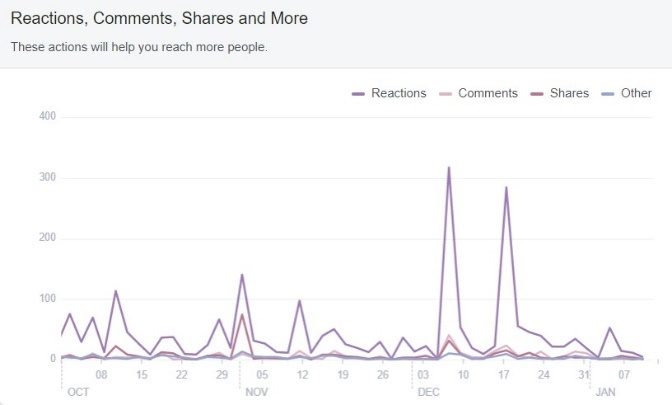 Reactions, Comments, Shares and More
These actions will help you reach more people.
Reactions Comments Shares Other
400
300
200
100
0
08 15 22 29 05 12 19 26 03 10 17 24 31 07
OCT NOV DEC JAN